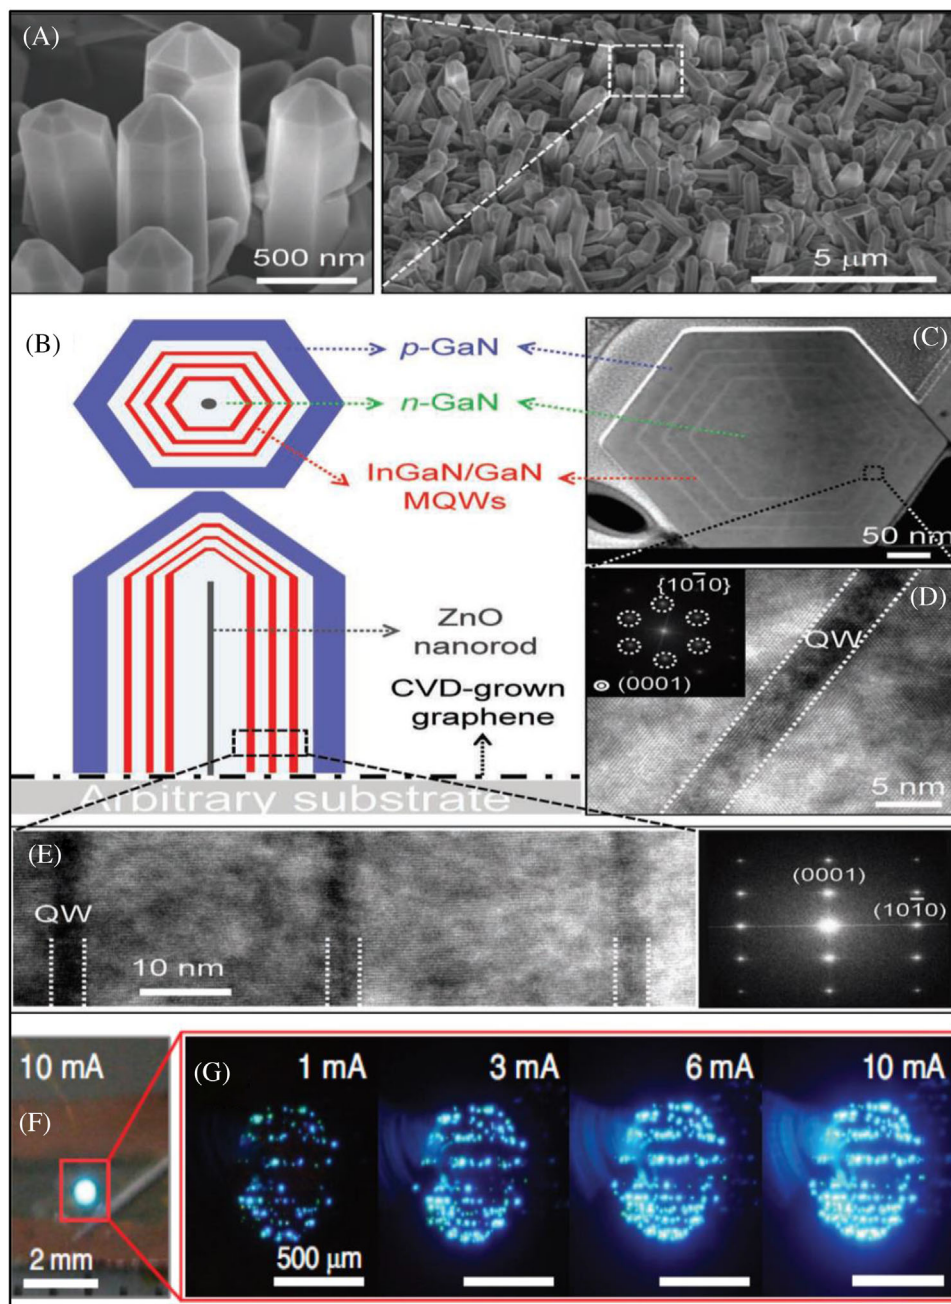 (A)
500 nm
5 μm
(B)
p-GaN
n-GaN
InGaN/GaN
MQWs
ZnO
nanorod
CVD-grown
graphene
Arbitrary substrate
(C)
50 nm
{101̄0}
(0001)
QW
(D)
5 nm
(E)
QW
10 nm
(0001)
(101̄0)
10 mA
(F)
2 mm
(G)
1 mA
3 mA
6 mA
10 mA
500 μm